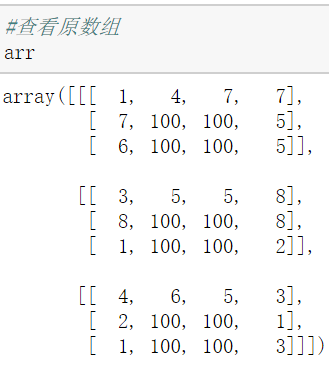 #查看原数组
arr
array([[[  1,   4,   7,   7],
        [  7, 100, 100,   5],
        [  6, 100, 100,   5]],
       [[  3,   5,   5,   8],
        [  8, 100, 100,   8],
        [  1, 100, 100,   2]],
       [[  4,   6,   5,   3],
        [  2, 100, 100,   1],
        [  1, 100, 100,   3]]])